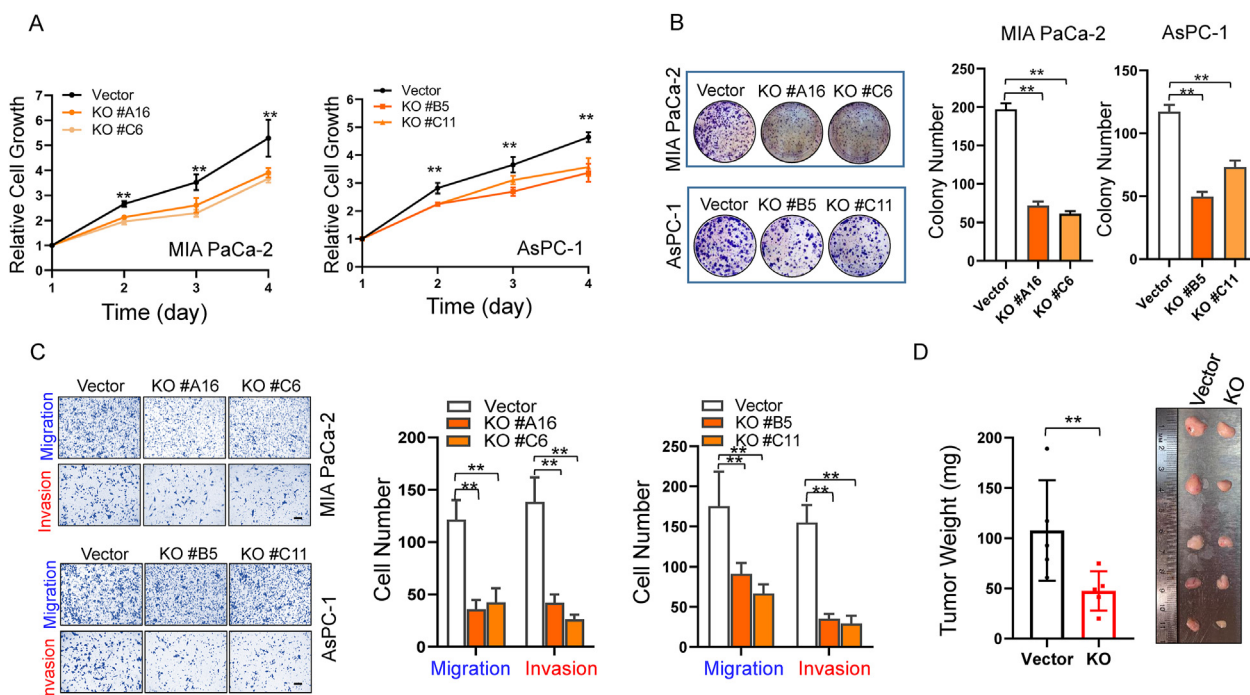 A
Relative Cell Growth
7
6
5
4
3
2
1
0
Vector
KO #A16
KO #C6
**
**
**
MIA PaCa-2
1 2 3 4
Time (day)
Relative Cell Growth
6
5
4
3
2
1
0
Vector
KO #B5
KO #C11
**
**
**
AsPC-1
1 2 3 4
Time (day)
B
MIA PaCa-2
Vector KO #A16 KO #C6
AsPC-1
Vector KO #B5 KO #C11
MIA PaCa-2
Colony Number
250
200
150
100
50
0
**
**
Vector
KO #A16
KO #C6
AsPC-1
Colony Number
150
100
50
0
**
**
Vector
KO #B5
KO #C11
C
Vector KO #A16 KO #C6
Migration
Invasion
MIA PaCa-2
Vector KO #B5 KO #C11
Migration
nvasion
AsPC-1
Vector
KO #A16
KO #C6
Cell Number
200
150
100
50
0
**
**
**
**
Migration Invasion
Vector
KO #B5
KO #C11
Cell Number
250
200
150
100
50
0
**
**
**
**
Migration Invasion
D
Tumor Weight (mg)
200
150
100
50
0
**
Vector KO
Vector
KO